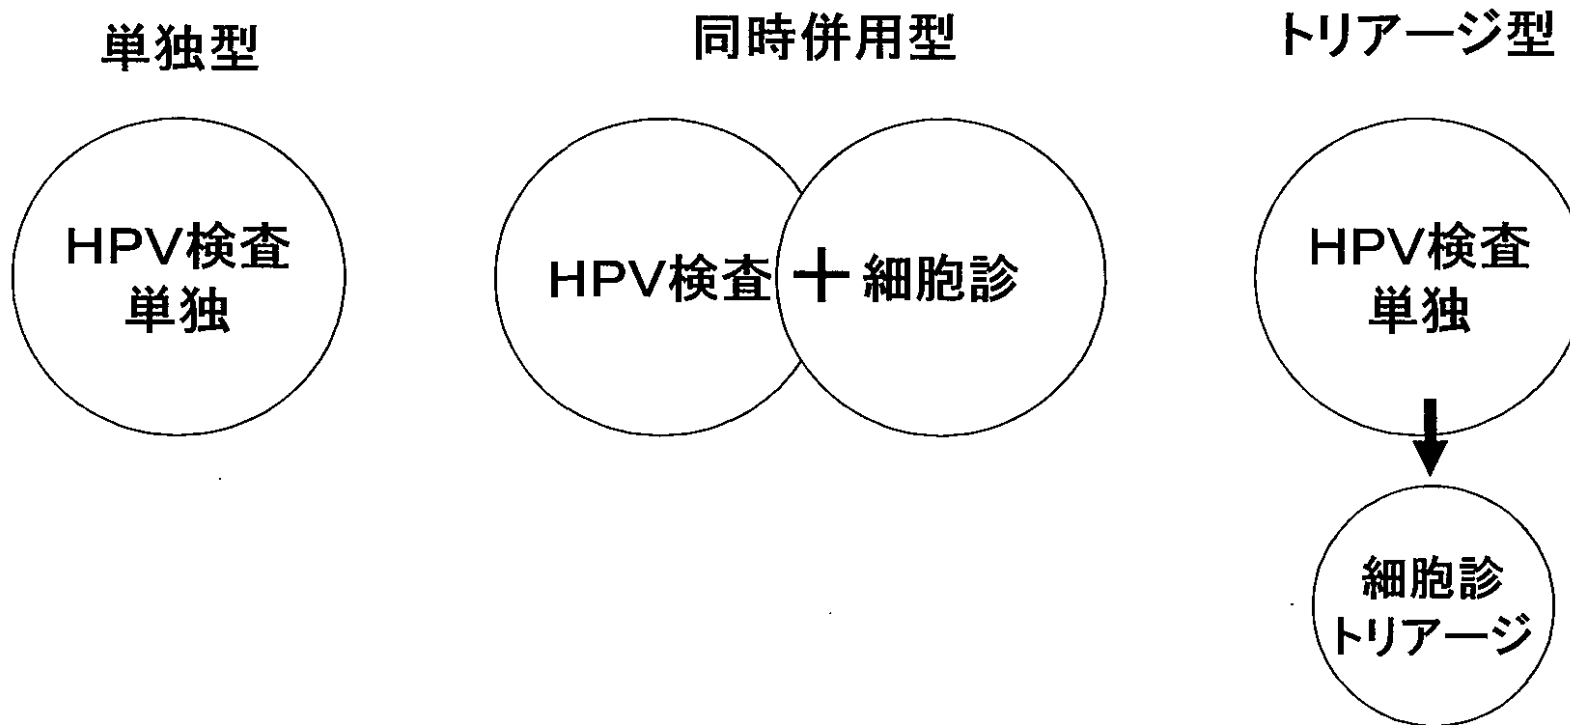 単独型
HPV検査
単独
同時併用型
HPV検査 + 細胞診
トリアージ型
HPV検査
単独
細胞診
トリアージ